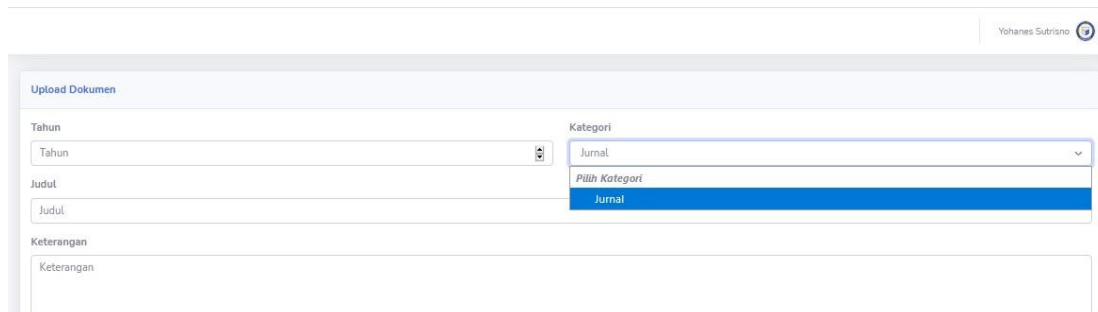 Yohanes Sutrisno
Upload Dokumen
Tahun
Tahun
Kategori
Jurnal
Pilih Kategori
Jurnal
Judul
Judul
Keterangan
Keterangan